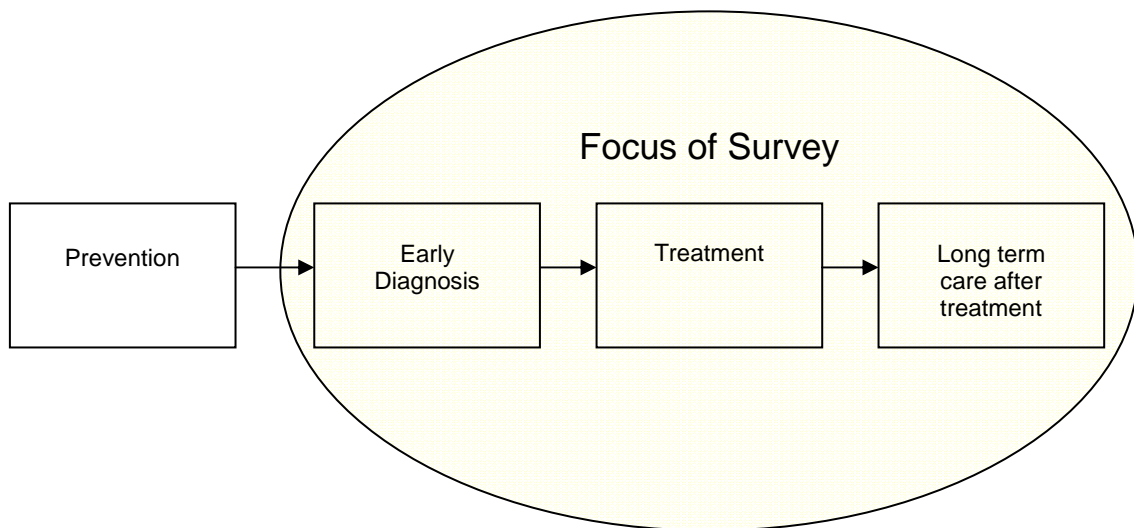 Focus of Survey
Prevention
Early
Diagnosis
Treatment
Long term
care after
treatment